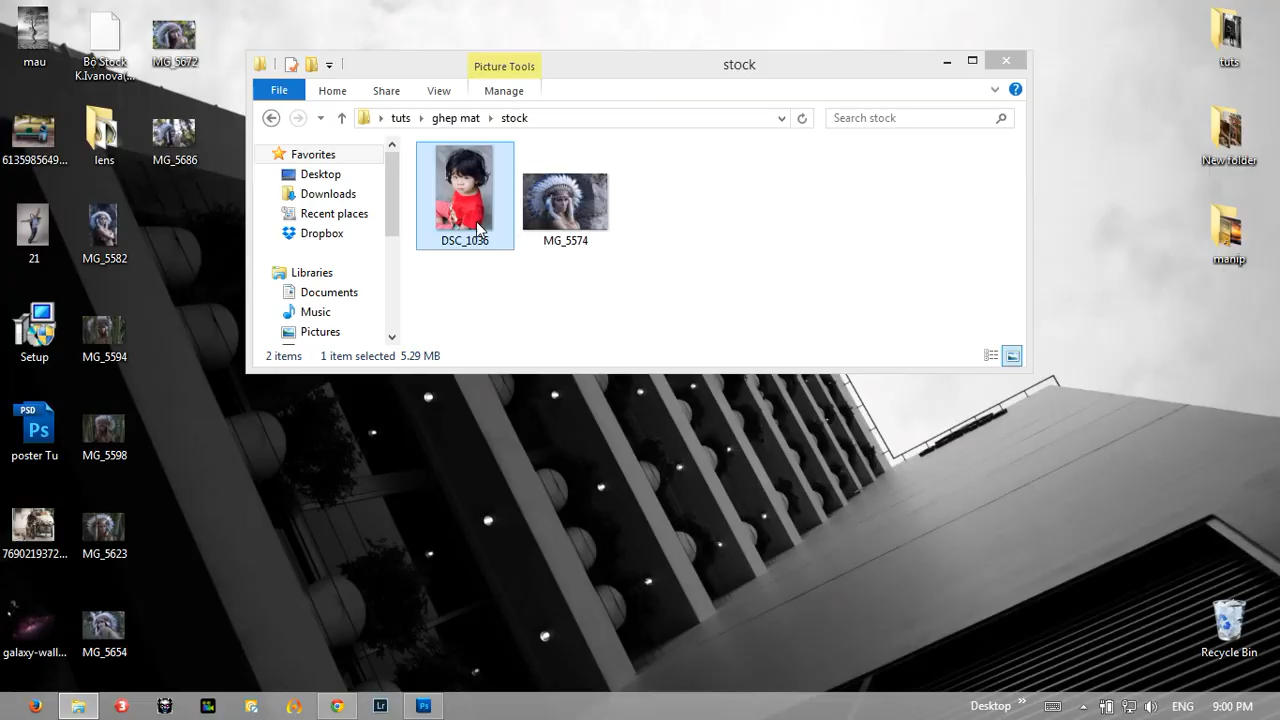 mau
Bộ Stock
K.Ivanova(...
MG_5672
6135985649...
lens
MG_5686
21
MG_5582
Setup
MG_5594
PSD
Ps
poster Tu
MG_5598
7690219372...
MG_5623
galaxy-wall...
MG_5654
Picture Tools
stock
File
Home
Share
View
Manage
tuts
ghep mat
stock
Search stock
Favorites
Desktop
Downloads
Recent places
Dropbox
Libraries
Documents
Music
Pictures
DSC_1036
MG_5574
2 items
1 item selected 5.29 MB
tuts
New folder
manip
Recycle Bin
3
Lr
Ps
Desktop
ENG
9:00 PM